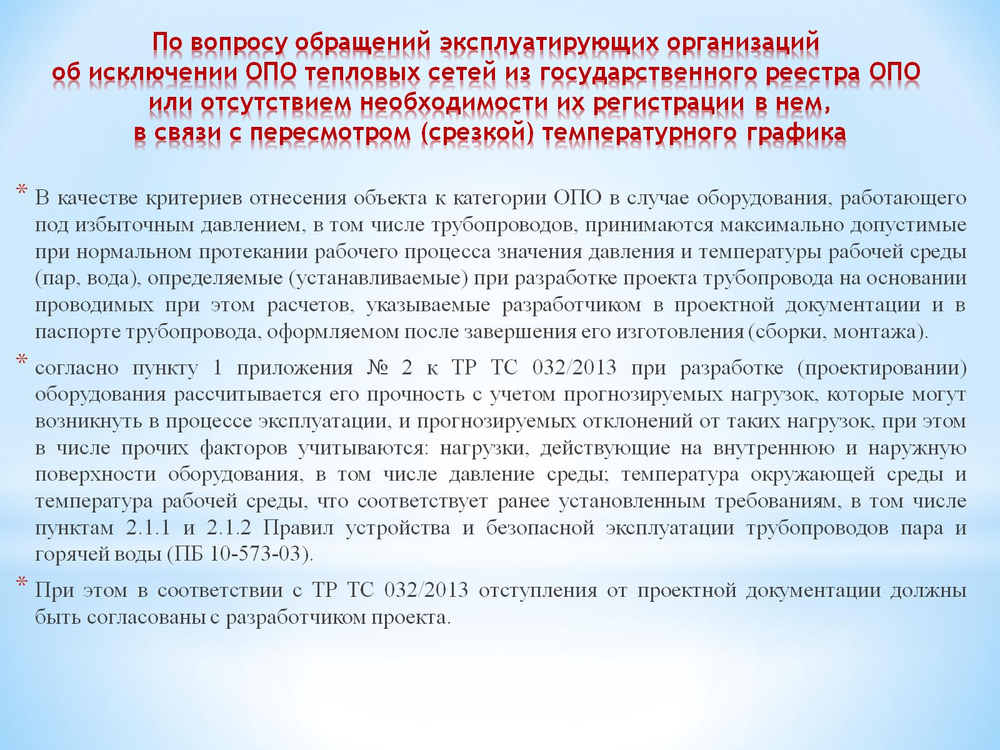 По вопросу обращений эксплуатирующих организаций
об исключении ОПО тепловых сетей из государственного реестра ОПО
или отсутствием необходимости их регистрации в нем,
в связи с пересмотром (срезкой) температурного графика
* В качестве критериев отнесения объекта к категории ОПО в случае оборудования, работающего
под избыточным давлением, в том числе трубопроводов, принимаются максимально допустимые
при нормальном протекании рабочего процесса значения давления и температуры рабочей среды
(пар, вода), определяемые (устанавливаемые) при разработке проекта трубопровода на основании
проводимых при этом расчетов, указываемые разработчиком в проектной документации и в
паспорте трубопровода, оформляемом после завершения его изготовления (сборки, монтажа).
* согласно пункту 1 приложения № 2 к ТР ТС 032/2013 при разработке (проектировании)
оборудования рассчитывается его прочность с учетом прогнозируемых нагрузок, которые могут
возникнуть в процессе эксплуатации, и прогнозируемых отклонений от таких нагрузок, при этом
в числе прочих факторов учитываются: нагрузки, действующие на внутреннюю и наружную
поверхности оборудования, в том числе давление среды; температура окружающей среды и
температура рабочей среды, что соответствует ранее установленным требованиям, в том числе
пунктам 2.1.1 и 2.1.2 Правил устройства и безопасной эксплуатации трубопроводов пара и
горячей воды (ПБ 10-573-03).
* При этом в соответствии с ТР ТС 032/2013 отступления от проектной документации должны
быть согласованы с разработчиком проекта.